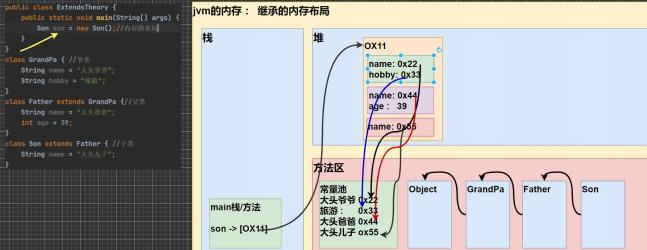 public class ExtendsTheory {
public static void main(String[] args) {
Son son = new Son();//内存的布局
}
}
class GrandPa { //爷类
String name = "大头爷爷";
String hobby = "旅游";
}
class Father extends GrandPa {//父类
String name = "大头爸爸";
int age = 39;
}
class Son extends Father { //子类
String name = "大头儿子";
}
jvm的内存： 继承的内存布局
栈
main栈/方法
son -> [OX11]
堆
OX11
name: 0x22
hobby: 0x33
name: 0x44
age : 39
name: 0x55
方法区
常量池
大头爷爷 0x22
旅游 : 0x33
大头爸爸 0x44
大头儿子 ox55
Object
GrandPa
Father
Son